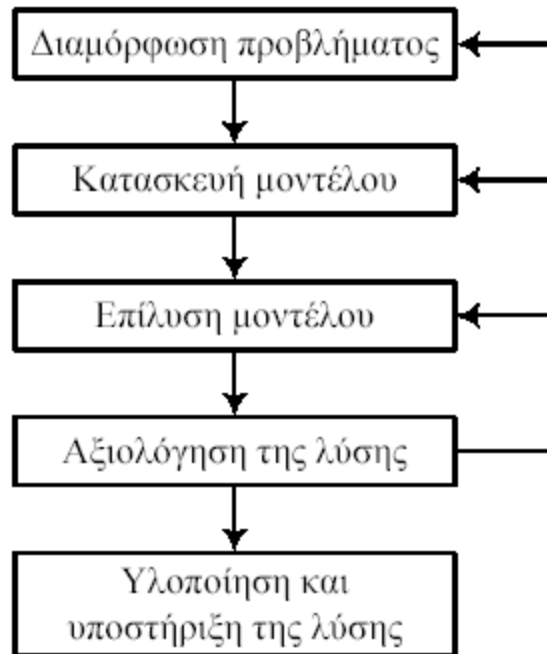 Διαμόρφωση προβλήματος
Κατασκευή μοντέλου
Επίλυση μοντέλου
Αξιολόγηση της λύσης
Υλοποίηση και
υποστήριξη της λύσης